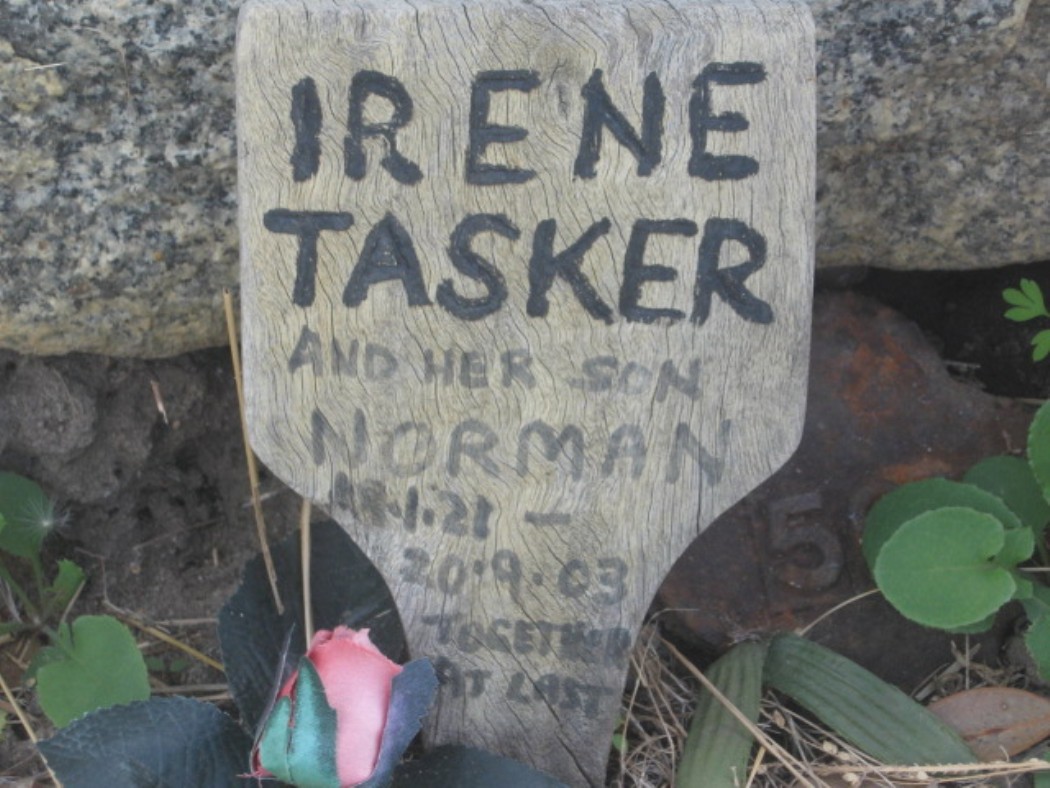 IRENE
TASKER
AND HER SON
NORMAN
18·1·21 —
20·9·03
TOGETHER
AT LAST
5